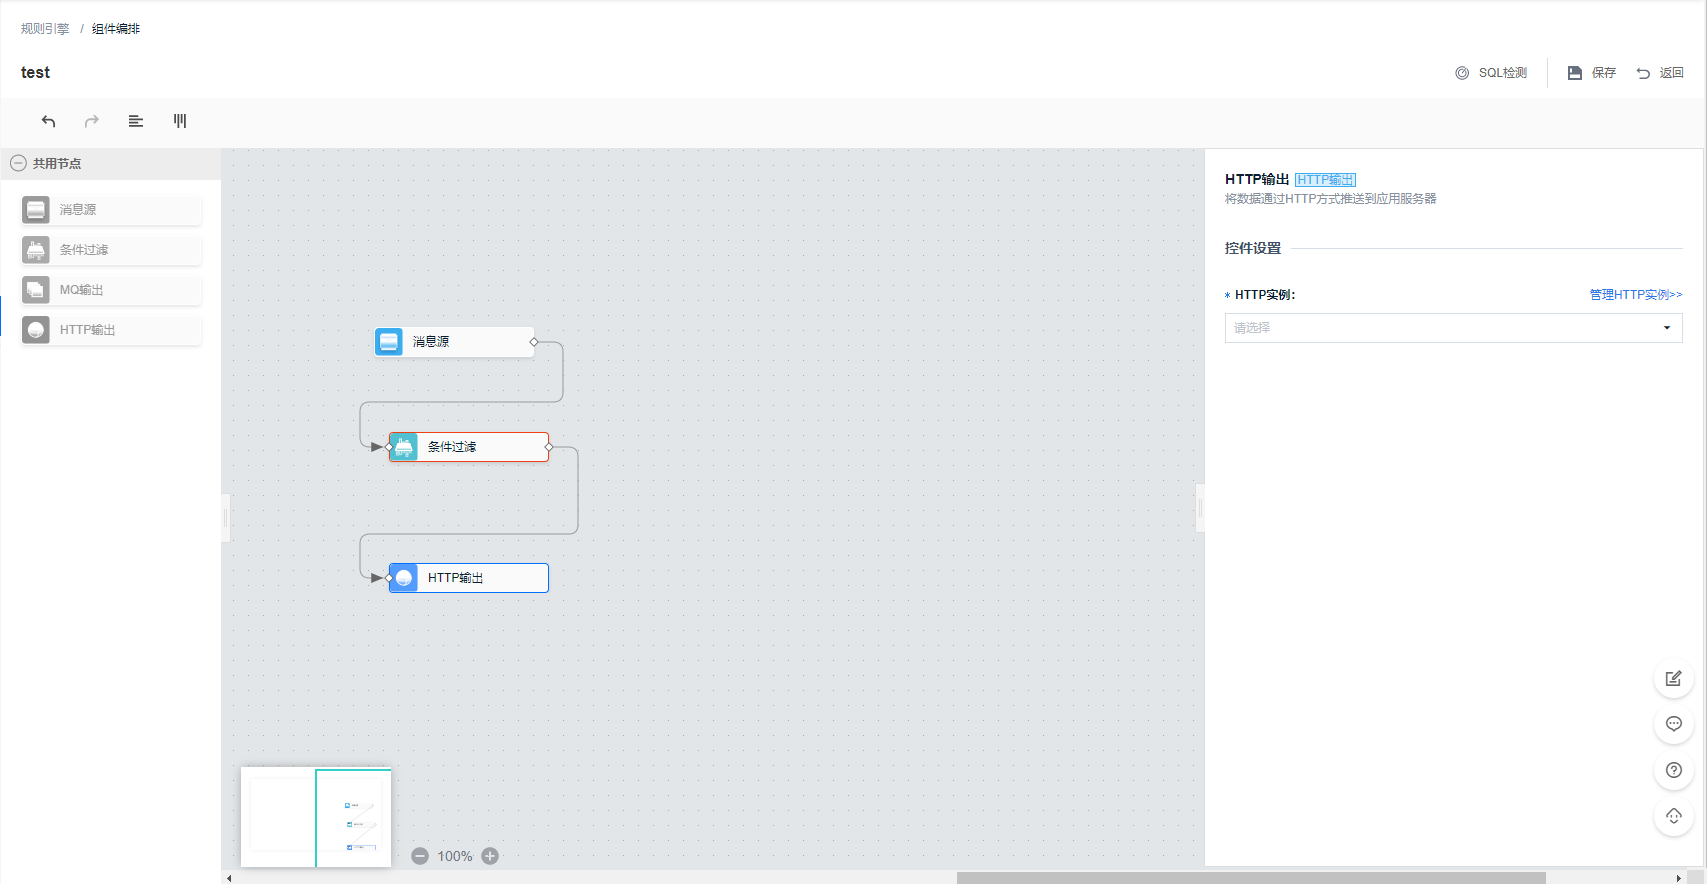 规则引擎 / 组件编排
test
SQL检测 保存 返回
共用节点
消息源
条件过滤
MQ输出
HTTP输出
消息源
条件过滤
HTTP输出
100%
HTTP输出 HTTP输出
将数据通过HTTP方式推送到应用服务器
控件设置
* HTTP实例： 管理HTTP实例>>
请选择